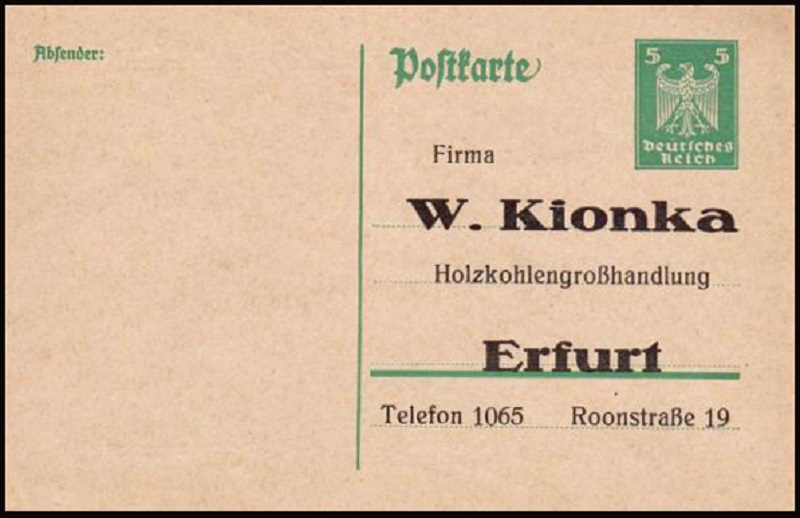 Absender:
Postkarte
5 5
Deutsches
Reich
Firma
W. Kionka
Holzkohlengroßhandlung
Erfurt
Telefon 1065 Roonstraße 19